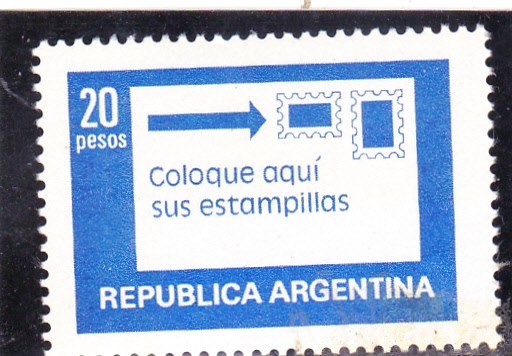 20
pesos
Coloque aquí
sus estampillas
REPUBLICA ARGENTINA